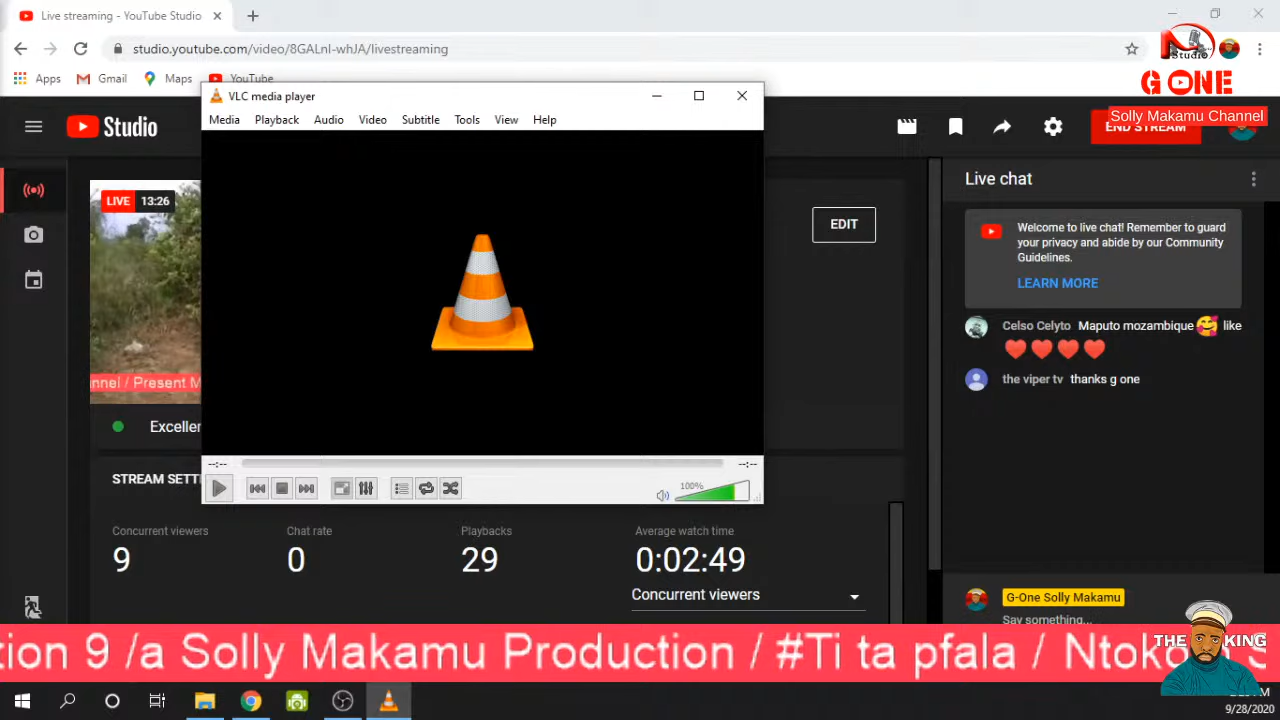 Live streaming - YouTube Studio
studio.youtube.com/video/8GALnl-whJA/livestreaming
Apps Gmail Maps YouTube
Studio
G ONE
Solly Makamu Channel
END STREAM
VLC media player
Media Playback Audio Video Subtitle Tools View Help
Studio
LIVE 13:26
EDIT
Live chat
Welcome to live chat! Remember to guard
your privacy and abide by our Community
Guidelines.
LEARN MORE
Celso Celyto Maputo mozambique 🥰 like
❤️❤️❤️❤️
the viper tv thanks g one
nnel / Present M
Exceller
--:-- --:--
100%
STREAM SETT
Concurrent viewers Chat rate Playbacks Average watch time
9 0 29 0:02:49
Concurrent viewers
G-One Solly Makamu
Say something...
tion 9 /a Solly Makamu Production / #Ti ta pfala /
THE KING
9/28/2020